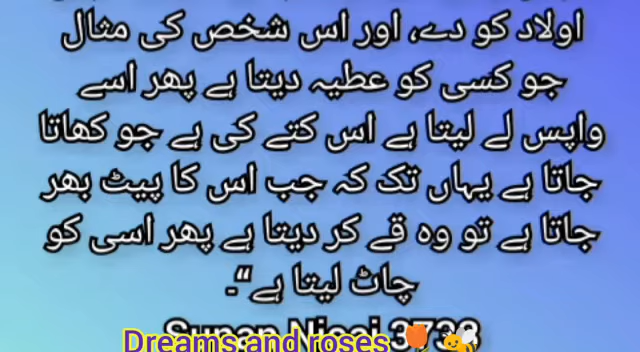 اولاد کو دے، اور اس شخص کی مثال
جو کسی کو عطیہ دیتا ہے پھر اسے
واپس لے لیتا ہے اس کتے کی ہے جو کھاتا
جاتا ہے یہاں تک کہ جب اس کا پیٹ بھر
جاتا ہے تو وہ قے کر دیتا ہے پھر اسی کو
چاٹ لیتا ہے“۔
Sunan Nisai
Dreams and roses🌷🐝